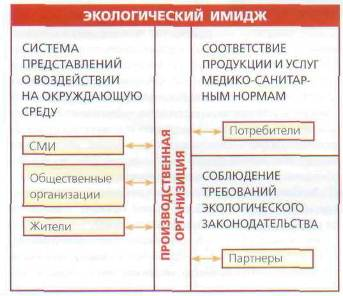 ЭКОЛОГИЧЕСКИЙ ИМИДЖ
СИСТЕМА
ПРЕДСТАВЛЕНИЙ
О ВОЗДЕЙСТВИИ
НА ОКРУЖАЮЩУЮ
СРЕДУ
СМИ
Общественные
организации
Жители
ПРОИЗВОДСТВЕННАЯ
ОРГАНИЗИЦИЯ
СООТВЕТСТВИЕ
ПРОДУКЦИИ И УСЛУГ
МЕДИКО-САНИТАР-
НЫМ НОРМАМ
Потребители
СОБЛЮДЕНИЕ
ТРЕБОВАНИЙ
ЭКОЛОГИЧЕСКОГО
ЗАКОНОДАТЕЛЬСТВА
Партнеры